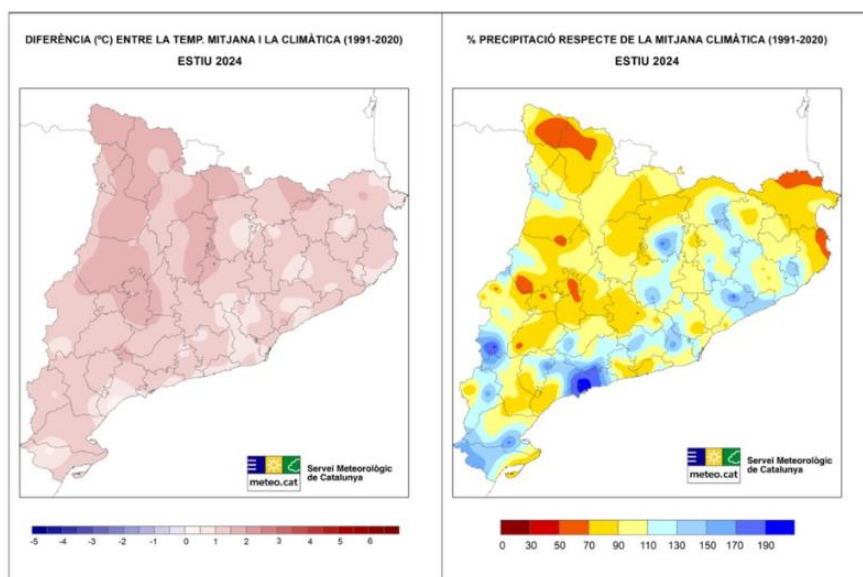 DIFERÈNCIA (ºC) ENTRE LA TEMP. MITJANA I LA CLIMÀTICA (1991-2020)
ESTIU 2024
Servei Meteorològic
de Catalunya
meteo.cat
-5 -4 -3 -2 -1 0 1 2 3 4 5 6
% PRECIPITACIÓ RESPECTE DE LA MITJANA CLIMÀTICA (1991-2020)
ESTIU 2024
Servei Meteorològic
de Catalunya
meteo.cat
0 30 50 70 90 110 130 150 170 190